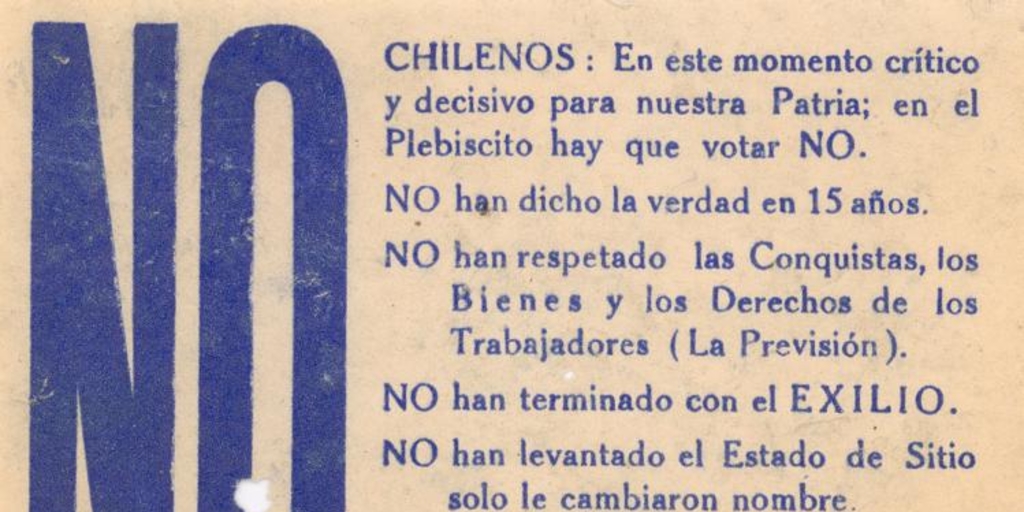 NO
CHILENOS : En este momento crítico
y decisivo para nuestra Patria; en el
Plebiscito hay que votar NO.
NO han dicho la verdad en 15 años.
NO han respetado las Conquistas, los
Bienes y los Derechos de los
Trabajadores ( La Previsión ).
NO han terminado con el EXILIO.
NO han levantado el Estado de Sitio
solo le cambiaron nombre.